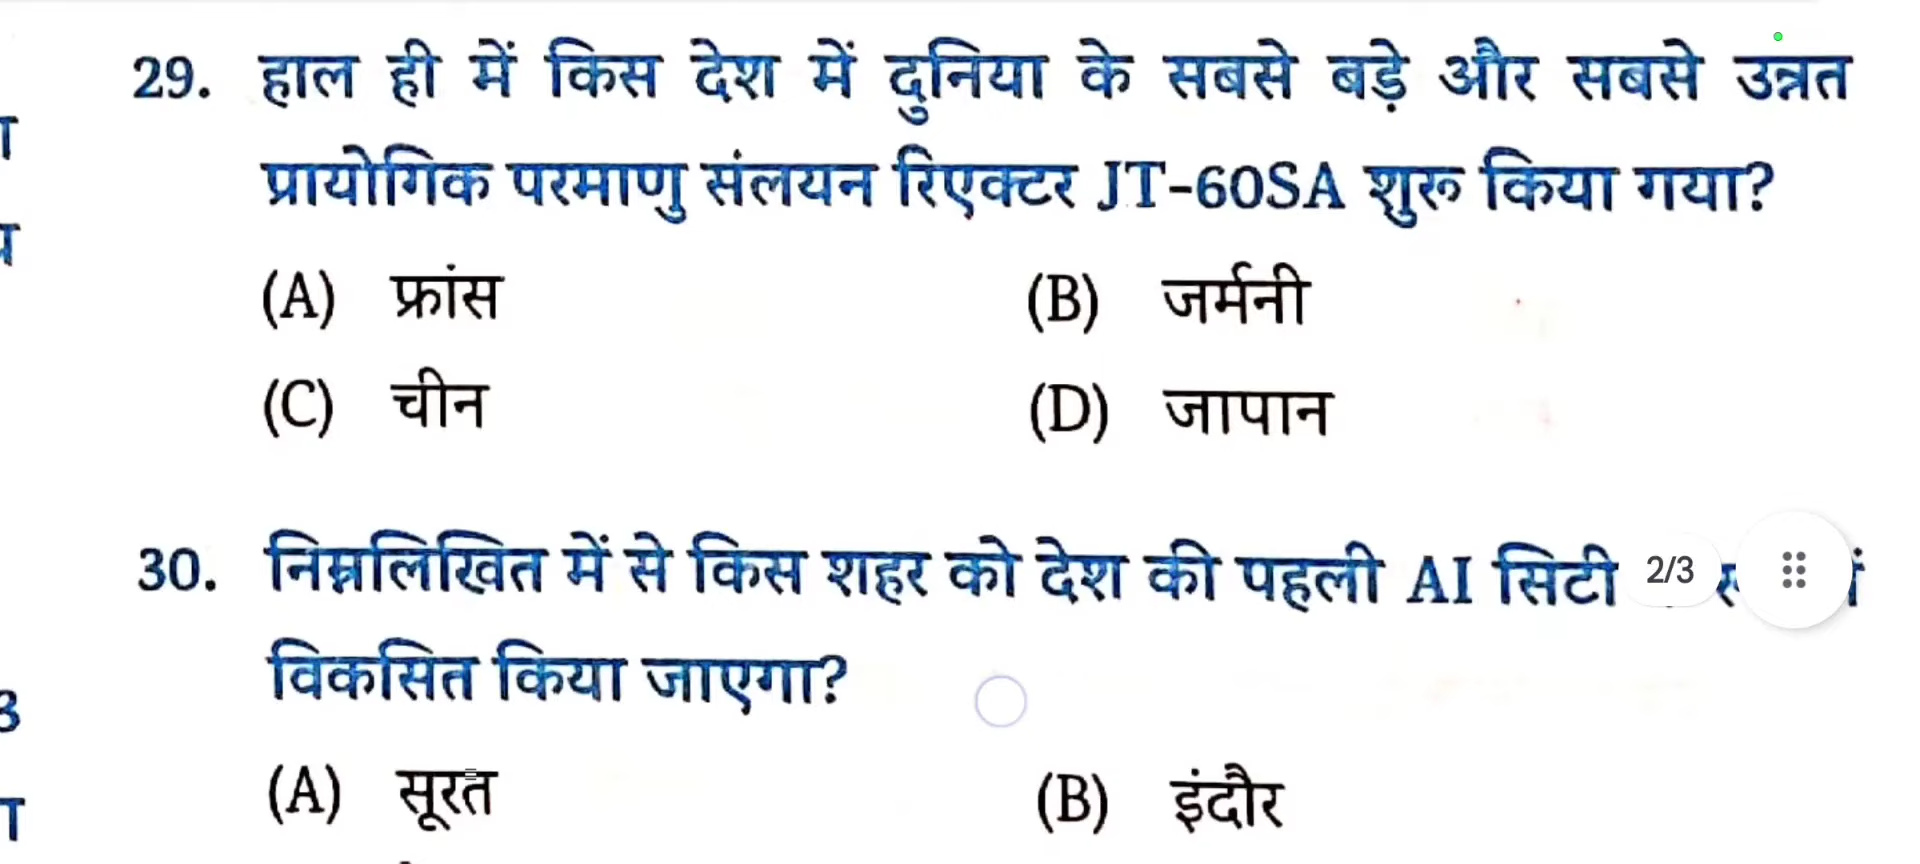 29. हाल ही में किस देश में दुनिया के सबसे बड़े और सबसे उन्नत
प्रायोगिक परमाणु संलयन रिएक्टर JT-60SA शुरू किया गया?
(A) फ्रांस (B) जर्मनी
(C) चीन (D) जापान
30. निम्नलिखित में से किस शहर को देश की पहली AI सिटी
2/3
विकसित किया जाएगा?
(A) सूरत (B) इंदौर